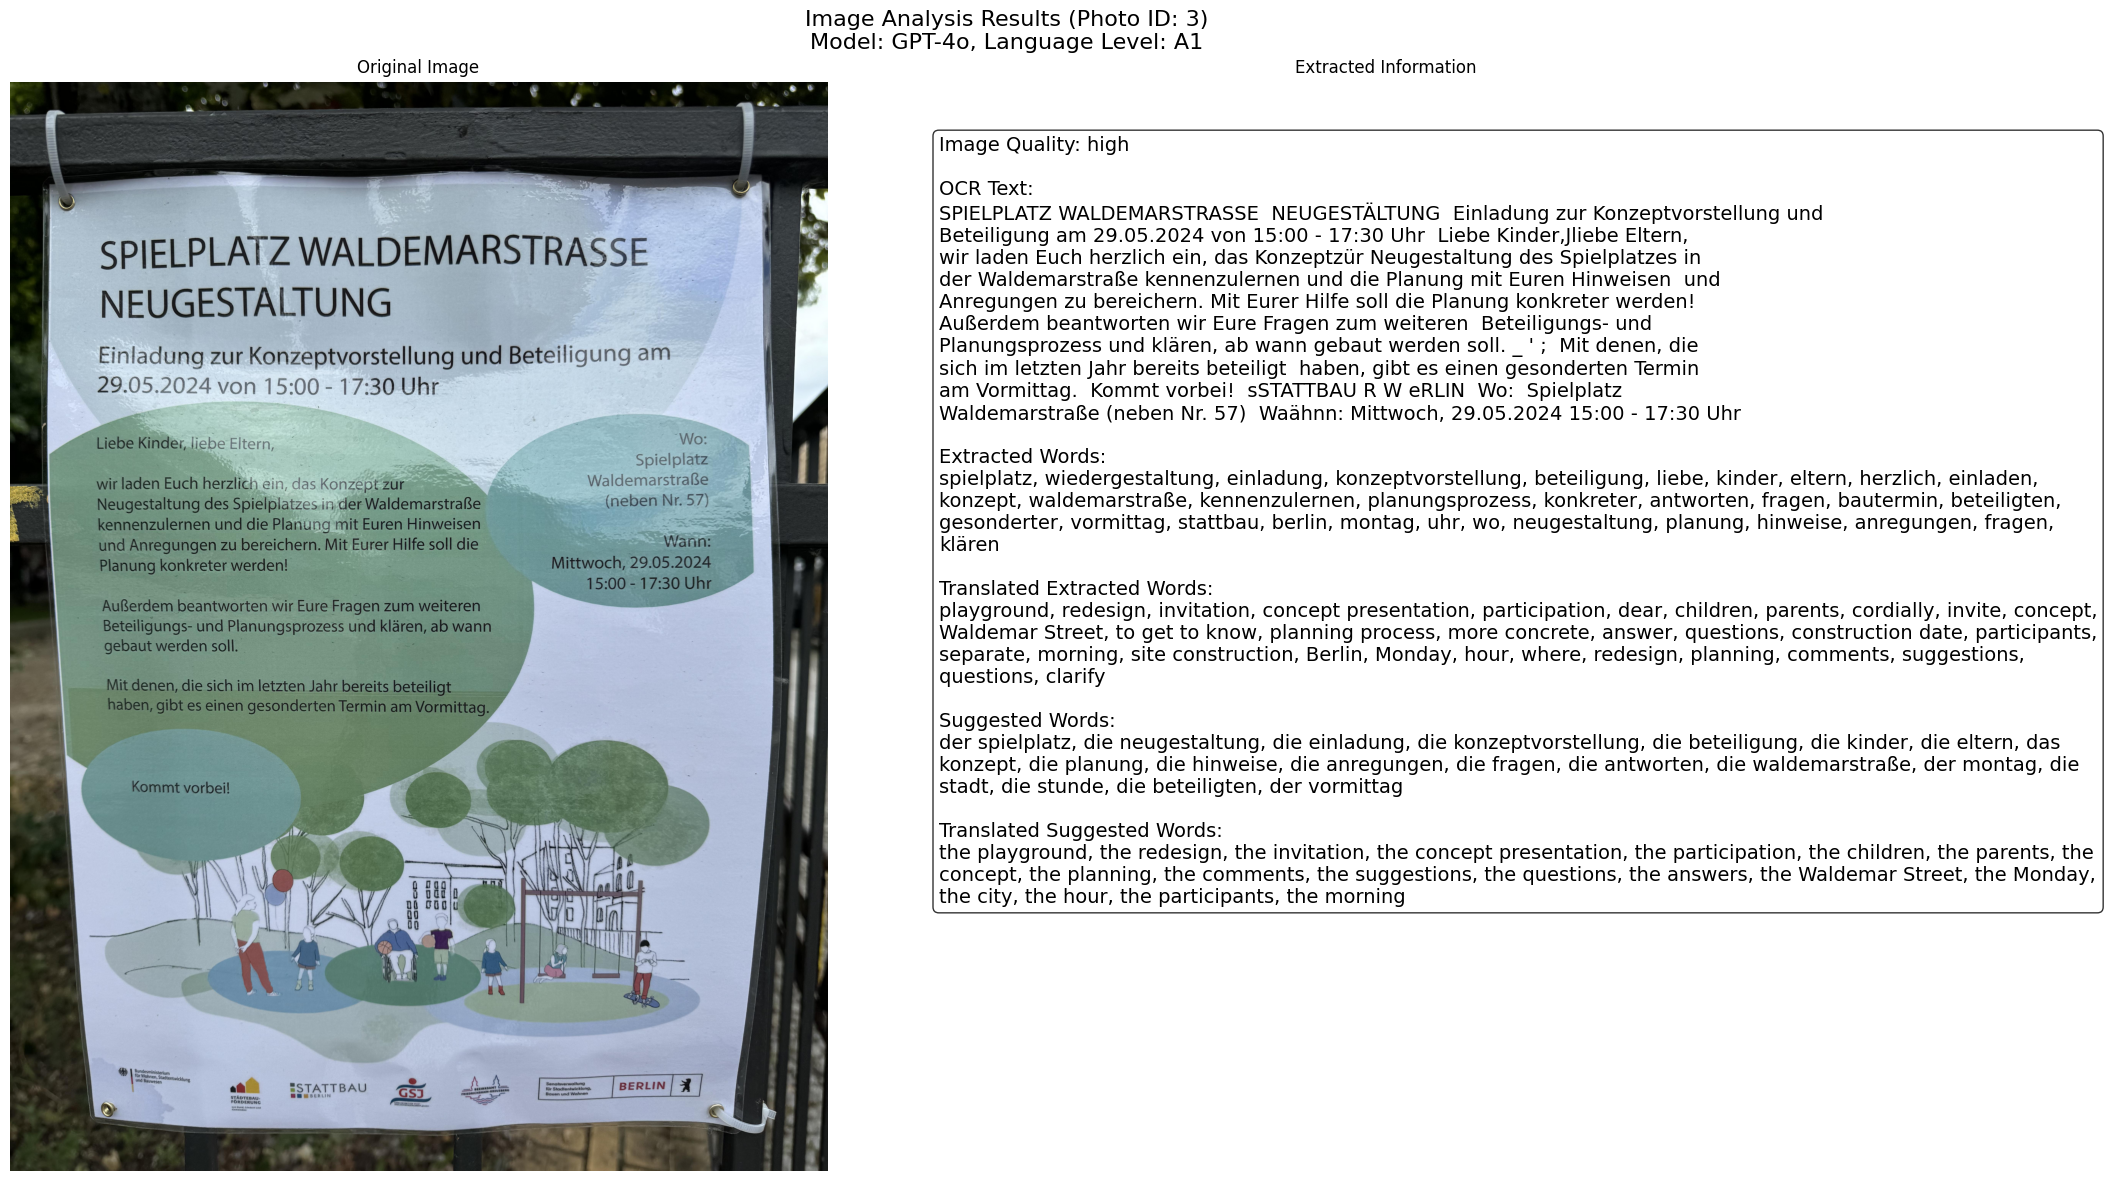 Image Analysis Results (Photo ID: 3)
Model: GPT-4o, Language Level: A1
Original Image
SPIELPLATZ WALDEMARSTRASSE
NEUGESTALTUNG
Einladung zur Konzeptvorstellung und Beteiligung am
29.05.2024 von 15:00 - 17:30 Uhr
Liebe Kinder, liebe Eltern,
wir laden Euch herzlich ein, das Konzept zur
Neugestaltung des Spielplatzes in der Waldemarstraße
kennenzulernen und die Planung mit Euren Hinweisen
und Anregungen zu bereichern. Mit Eurer Hilfe soll die
Planung konkreter werden!
Außerdem beantworten wir Eure Fragen zum weiteren
Beteiligungs- und Planungsprozess und klären, ab wann
gebaut werden soll.
Mit denen, die sich im letzten Jahr bereits beteiligt
haben, gibt es einen gesonderten Termin am Vormittag.
Kommt vorbei!
Wo:
Spielplatz
Waldemarstraße
(neben Nr. 57)
Wann:
Mittwoch, 29.05.2024
15:00 - 17:30 Uhr
Bundesministerium
für Wohnen, Stadtentwicklung
und Bauwesen
STÄDTEBAU-
FÖRDERUNG
STATTBAU
BERLIN
GSJ
Senatsverwaltung
für Stadtentwicklung,
Bauen und Wohnen
BERLIN
Extracted Information
Image Quality: high
OCR Text:
SPIELPLATZ WALDEMARSTRASSE  NEUGESTÄLTUNG  Einladung zur Konzeptvorstellung und
Beteiligung am 29.05.2024 von 15:00 - 17:30 Uhr  Liebe Kinder,Jliebe Eltern,
wir laden Euch herzlich ein, das Konzeptzür Neugestaltung des Spielplatzes in
der Waldemarstraße kennenzulernen und die Planung mit Euren Hinweisen  und
Anregungen zu bereichern. Mit Eurer Hilfe soll die Planung konkreter werden!
Außerdem beantworten wir Eure Fragen zum weiteren  Beteiligungs- und
Planungsprozess und klären, ab wann gebaut werden soll. _ ' ;  Mit denen, die
sich im letzten Jahr bereits beteiligt  haben, gibt es einen gesonderten Termin
am Vormittag.  Kommt vorbei!  sSTATTBAU R W eRLIN  Wo:  Spielplatz
Waldemarstraße (neben Nr. 57)  Waähnn: Mittwoch, 29.05.2024 15:00 - 17:30 Uhr
Extracted Words:
spielplatz, wiedergestaltung, einladung, konzeptvorstellung, beteiligung, liebe, kinder, eltern, herzlich, einladen,
konzept, waldemarstraße, kennenzulernen, planungsprozess, konkreter, antworten, fragen, bautermin, beteiligten,
gesonderter, vormittag, stattbau, berlin, montag, uhr, wo, neugestaltung, planung, hinweise, anregungen, fragen,
klären
Translated Extracted Words:
playground, redesign, invitation, concept presentation, participation, dear, children, parents, cordially, invite, concept,
Waldemar Street, to get to know, planning process, more concrete, answer, questions, construction date, participants,
separate, morning, site construction, Berlin, Monday, hour, where, redesign, planning, comments, suggestions,
questions, clarify
Suggested Words:
der spielplatz, die neugestaltung, die einladung, die konzeptvorstellung, die beteiligung, die kinder, die eltern, das
konzept, die planung, die hinweise, die anregungen, die fragen, die antworten, die waldemarstraße, der montag, die
stadt, die stunde, die beteiligten, der vormittag
Translated Suggested Words:
the playground, the redesign, the invitation, the concept presentation, the participation, the children, the parents, the
concept, the planning, the comments, the suggestions, the questions, the answers, the Waldemar Street, the Monday,
the city, the hour, the participants, the morning